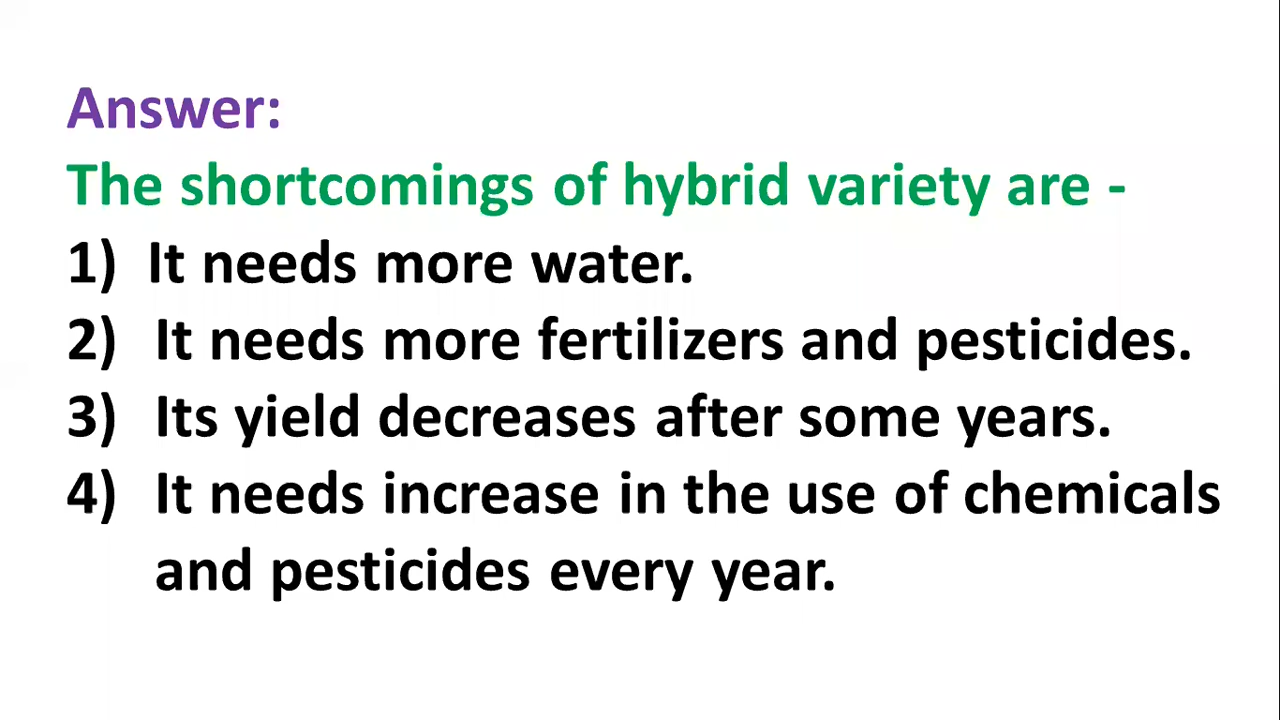 Answer:
The shortcomings of hybrid variety are -
1) It needs more water.
2) It needs more fertilizers and pesticides.
3) Its yield decreases after some years.
4) It needs increase in the use of chemicals
and pesticides every year.